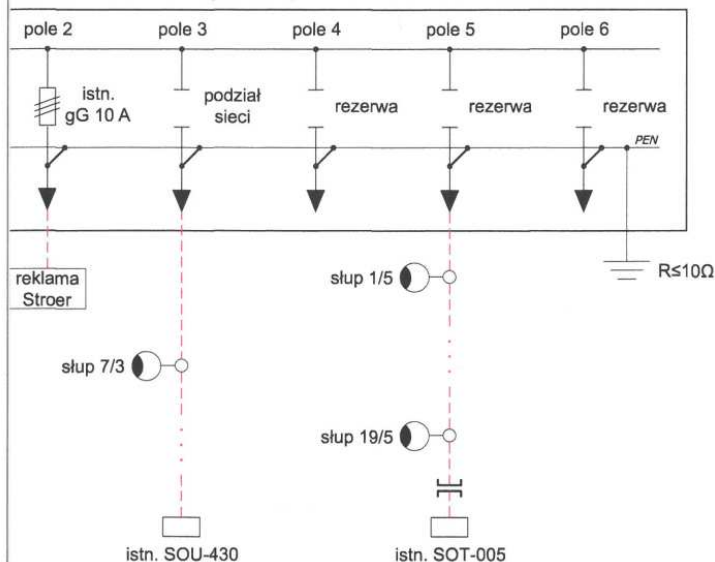 pole 2
pole 3
pole 4
pole 5
pole 6
istn.
gG 10 A
podział
sieci
rezerwa
rezerwa
rezerwa
PEN
reklama
Stroer
R≤10Ω
słup 1/5
słup 7/3
słup 19/5
istn. SOU-430
istn. SOT-005